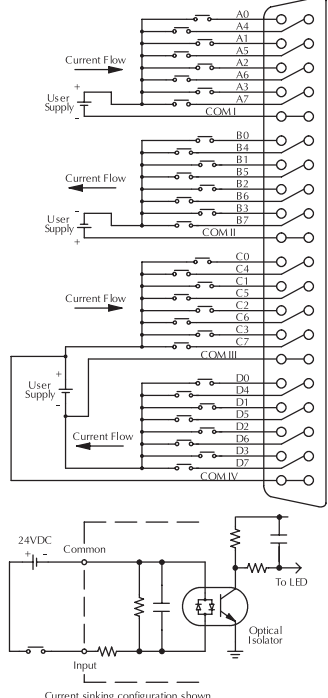 A0
A4
A1
A5
Current Flow
A2
A6
+
A3
User
Supply
A7
-
COM I
B0
B4
B1
B5
Current Flow
B2
B6
-
B3
User
Supply
B7
+
COM II
C0
C4
C1
C5
Current Flow
C2
C6
C3
C7
COM III
+
User
Supply
-
D0
D4
D1
D5
Current Flow
D2
D6
D3
D7
COM IV
24VDC
+ -
Common
To LED
Optical
Isolator
Input
Current sinking configuration shown